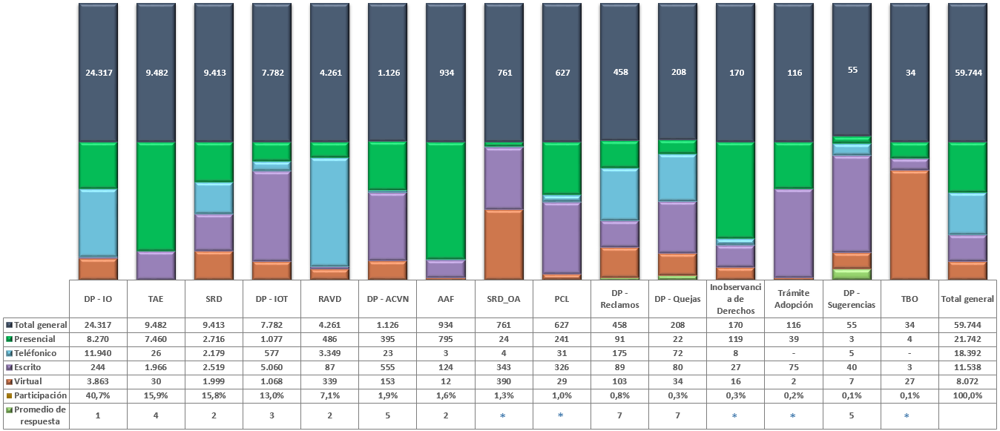 24.317 9.482 9.413 7.782 4.261 1.126 934 761 627 458 208 170 116 55 34 59.744
DP - IO TAE SRD DP - IOT RAVD DP - ACVN AAF SRD_OA PCL DP - Reclamos DP - Quejas Inobservancia de Derechos Trámite Adopción DP - Sugerencias TBO Total general
Total general 24.317 9.482 9.413 7.782 4.261 1.126 934 761 627 458 208 170 116 55 34 59.744
Presencial 8.270 7.460 2.716 1.077 486 395 795 24 241 91 22 119 39 3 4 21.742
Teléfonico 11.940 26 2.179 577 3.349 23 3 4 31 175 72 8 - 5 - 18.392
Escrito 244 1.966 2.519 5.060 87 555 124 343 326 89 80 27 75 40 3 11.538
Virtual 3.863 30 1.999 1.068 339 153 12 390 29 103 34 16 2 7 27 8.072
Participación 40,7% 15,9% 15,8% 13,0% 7,1% 1,9% 1,6% 1,3% 1,0% 0,8% 0,3% 0,3% 0,2% 0,1% 0,1% 100,0%
Promedio de respuesta 1 4 2 3 2 5 2 * * 7 7 * * 5 *